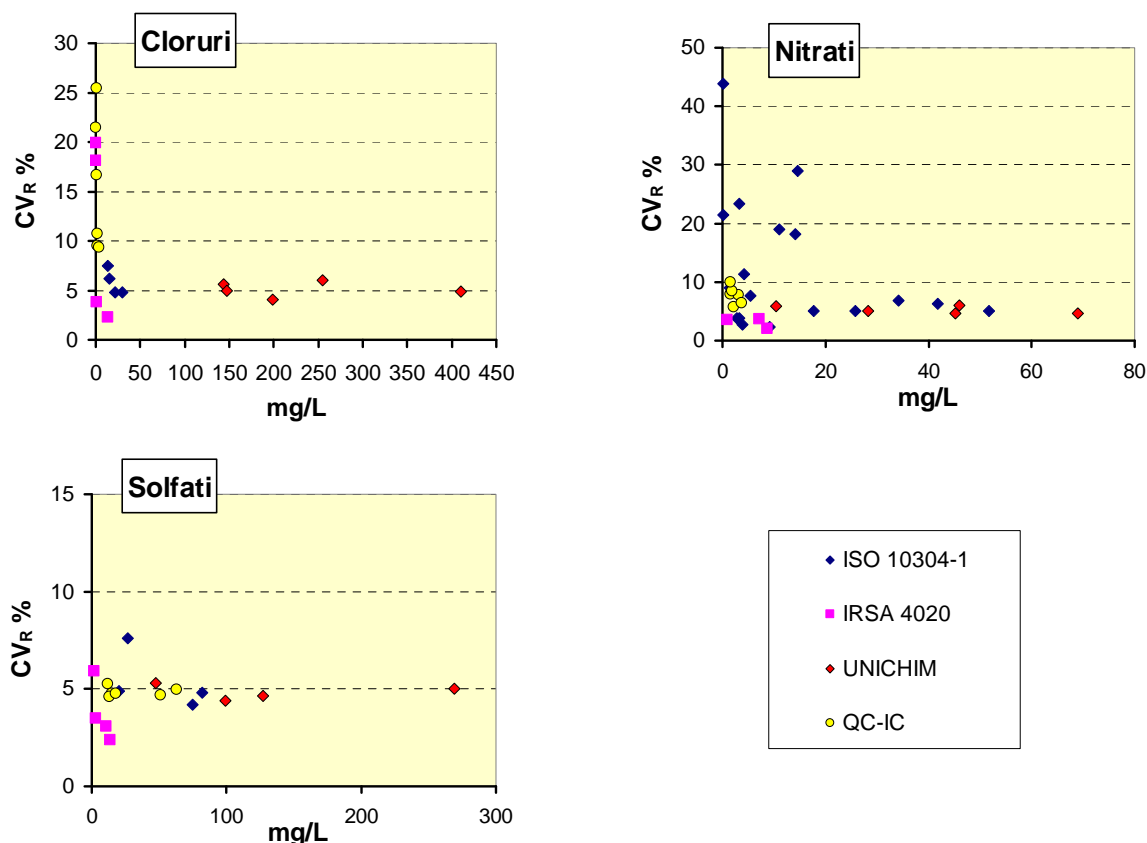 Cloruri
30
25
20
15
10
5
0
CVR %
0 50 100 150 200 250 300 350 400 450
mg/L
Nitrati
50
40
30
20
10
0
CVR %
0 20 40 60 80
mg/L
Solfati
15
10
5
0
CVR %
0 100 200 300
mg/L
ISO 10304-1
IRSA 4020
UNICHIM
QC-IC